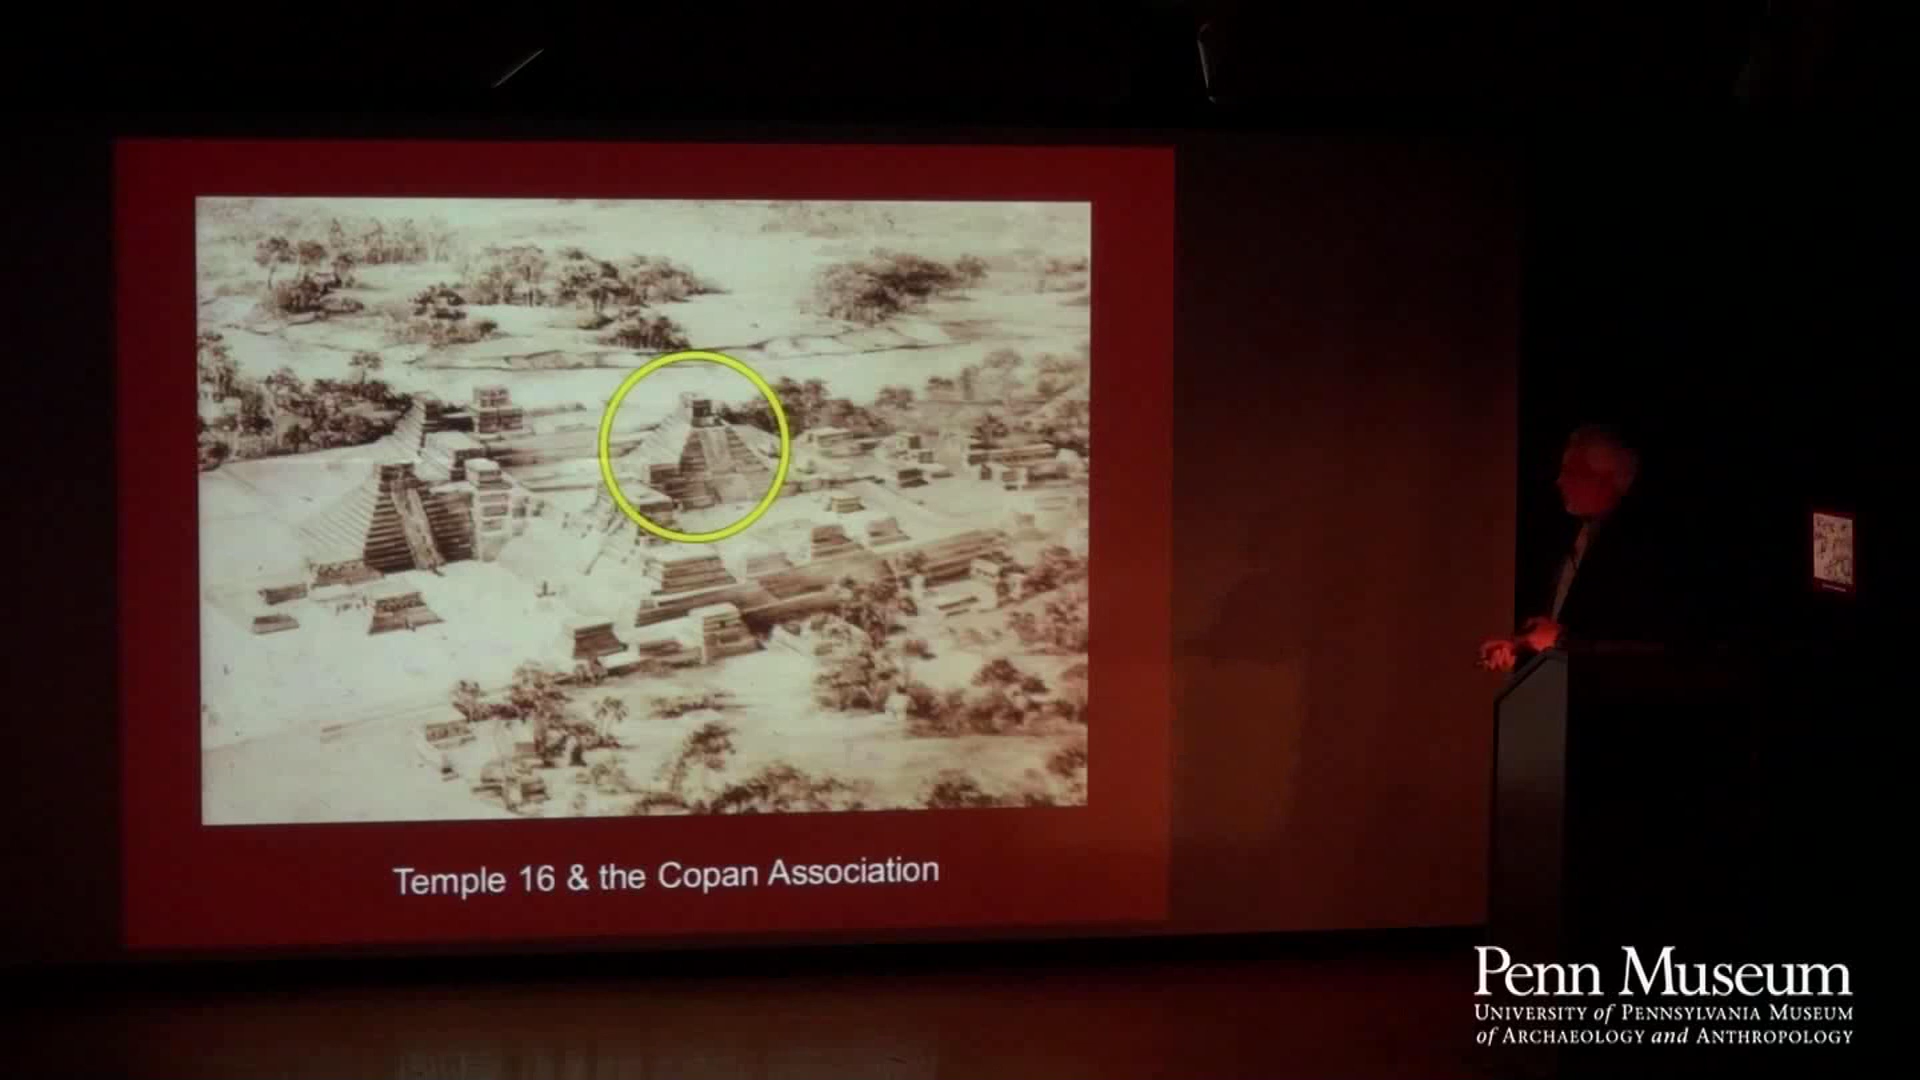 Temple 16 & the Copan Association
Penn Museum
University of Pennsylvania Museum
of Archaeology and Anthropology